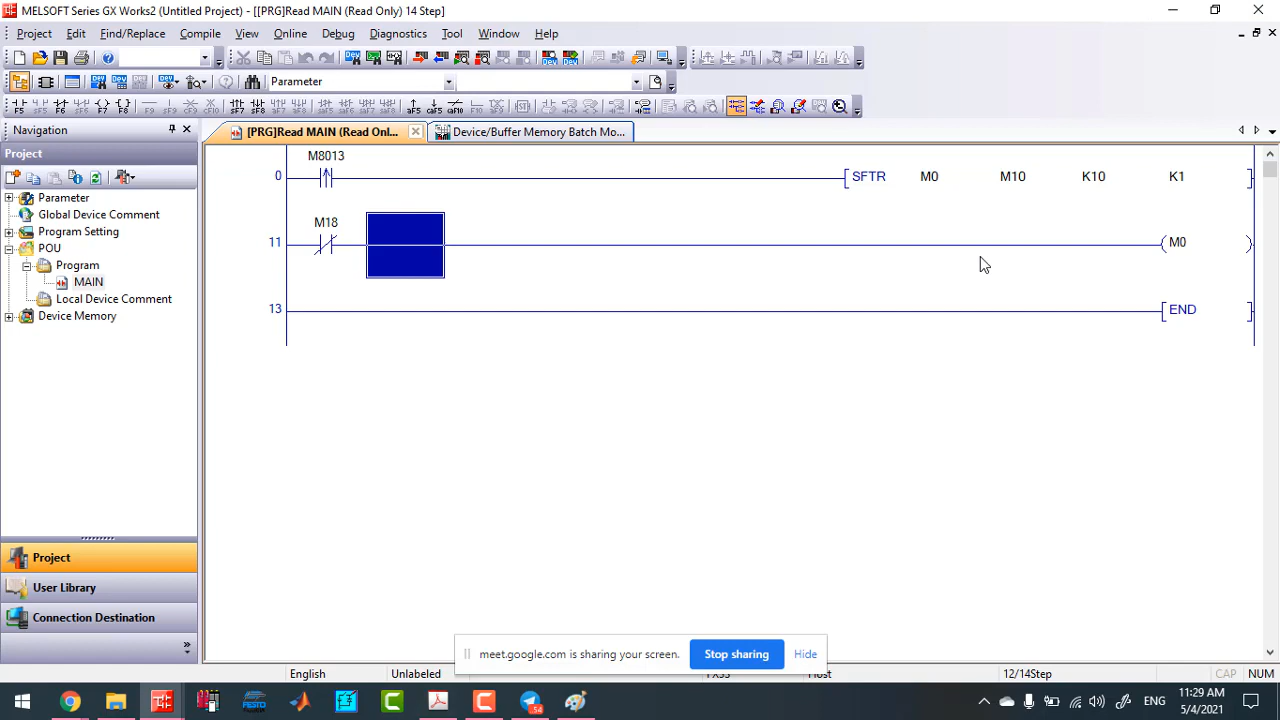 MELSOFT Series GX Works2 (Untitled Project) - [[PRG]Read MAIN (Read Only) 14 Step]
Project Edit Find/Replace Compile View Online Debug Diagnostics Tool Window Help
Parameter
Navigation
[PRG]Read MAIN (Read Onl...
Device/Buffer Memory Batch Mo...
Project
Parameter
Global Device Comment
Program Setting
POU
Program
MAIN
Local Device Comment
Device Memory
M8013
0 SFTR M0 M10 K10 K1
M18
11 M0
13 END
Project
User Library
Connection Destination
meet.google.com is sharing your screen. Stop sharing Hide
English Unlabeled Host 12/14Step CAP NUM
54 ENG 11:29 AM
5/4/2021